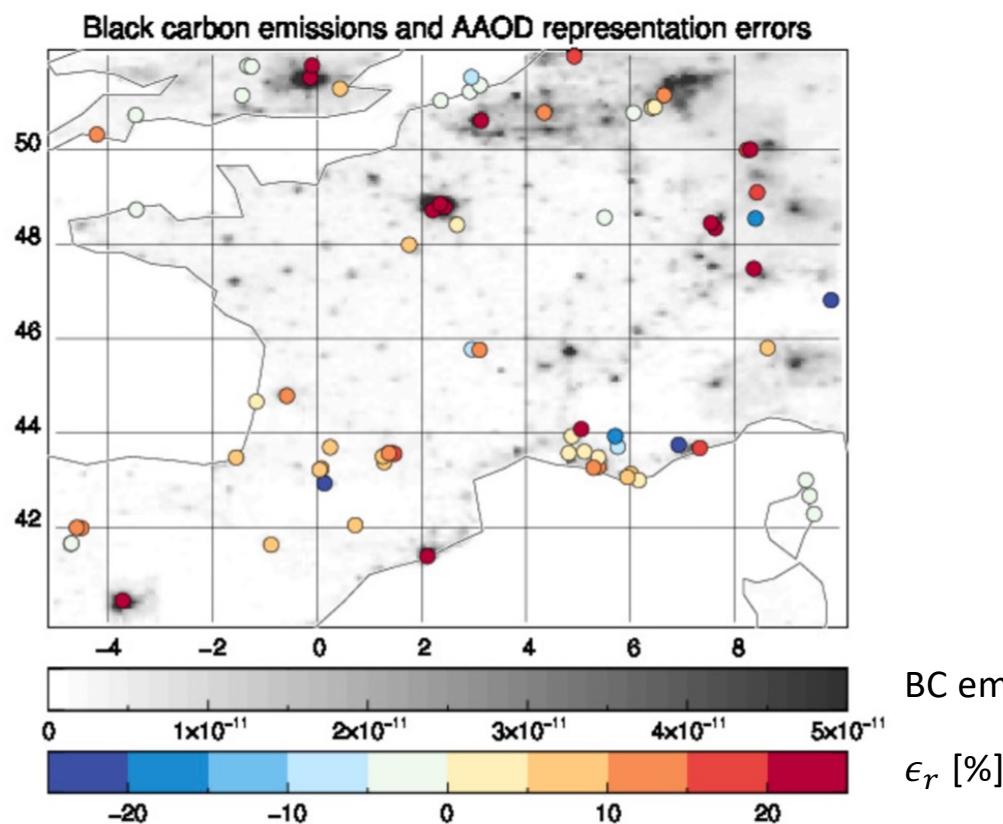 Black carbon emissions and AAOD representation errors
50
48
46
44
42
−4 −2 0 2 4 6 8
BC em
0 1x10⁻¹¹ 2x10⁻¹¹ 3x10⁻¹¹ 4x10⁻¹¹ 5x10⁻¹¹
ϵᵣ [%]
−20 −10 0 10 20